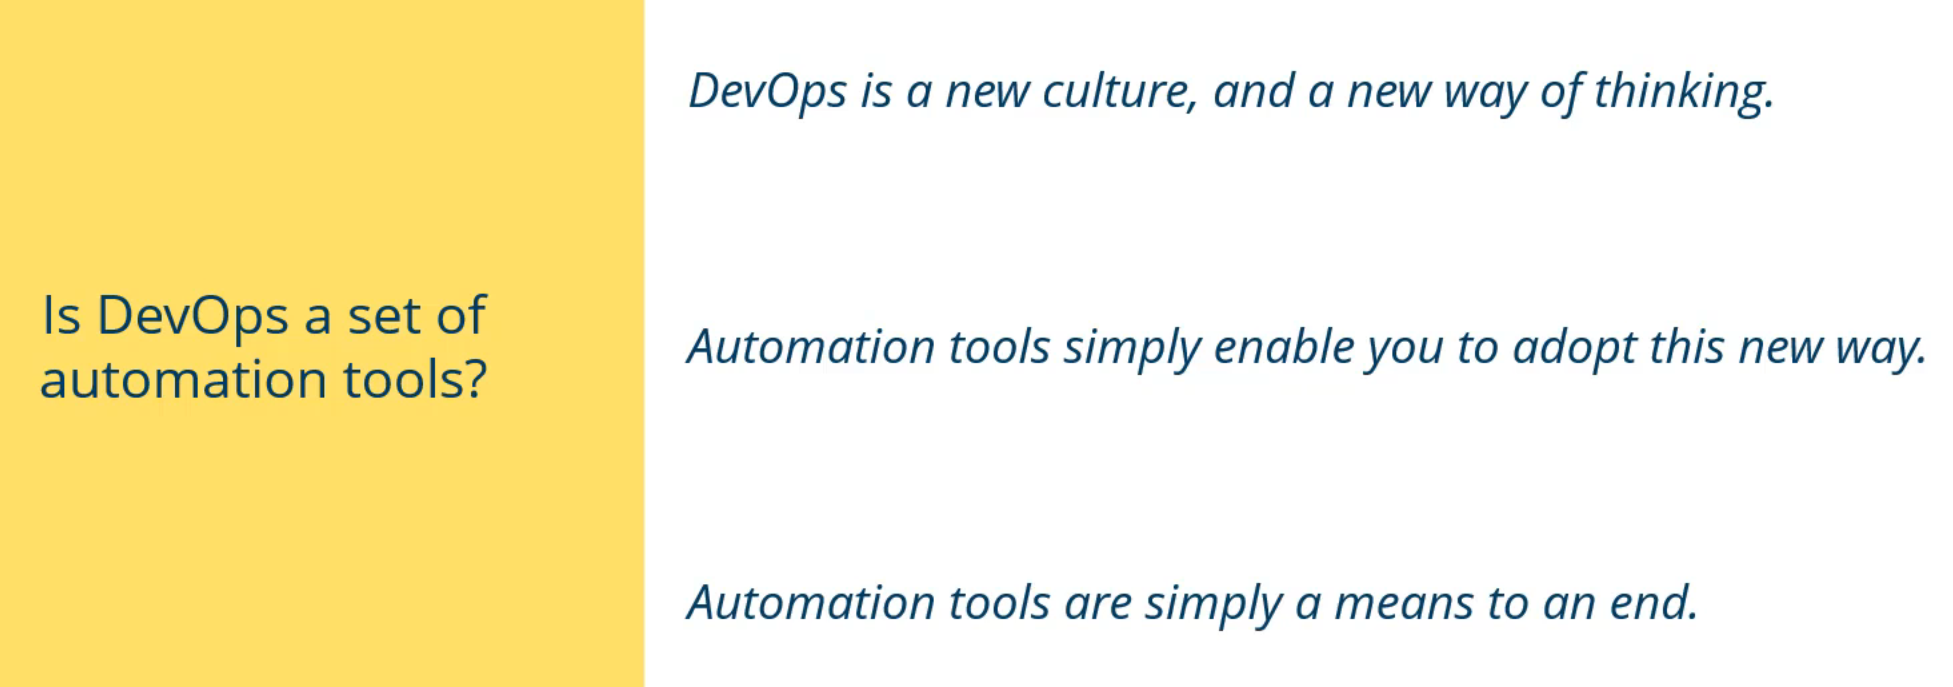 Is DevOps a set of
automation tools?
DevOps is a new culture, and a new way of thinking.
Automation tools simply enable you to adopt this new way.
Automation tools are simply a means to an end.